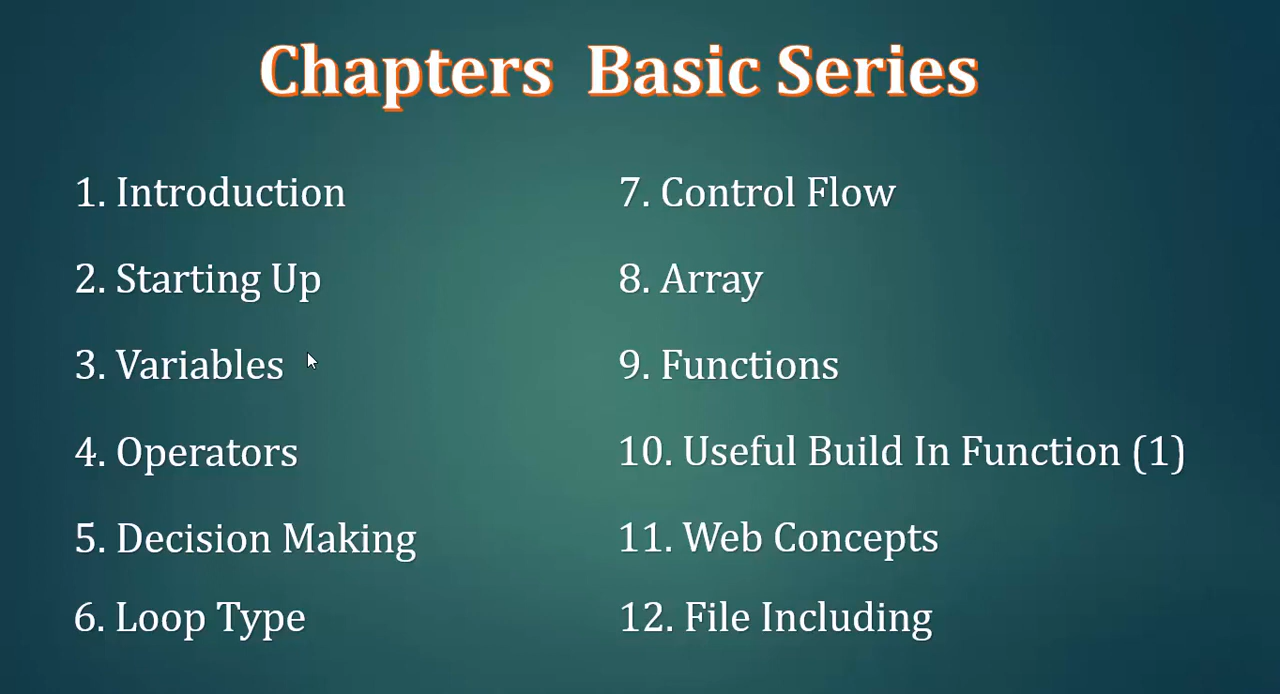 Chapters Basic Series
1. Introduction
2. Starting Up
3. Variables
4. Operators
5. Decision Making
6. Loop Type
7. Control Flow
8. Array
9. Functions
10. Useful Build In Function (1)
11. Web Concepts
12. File Including